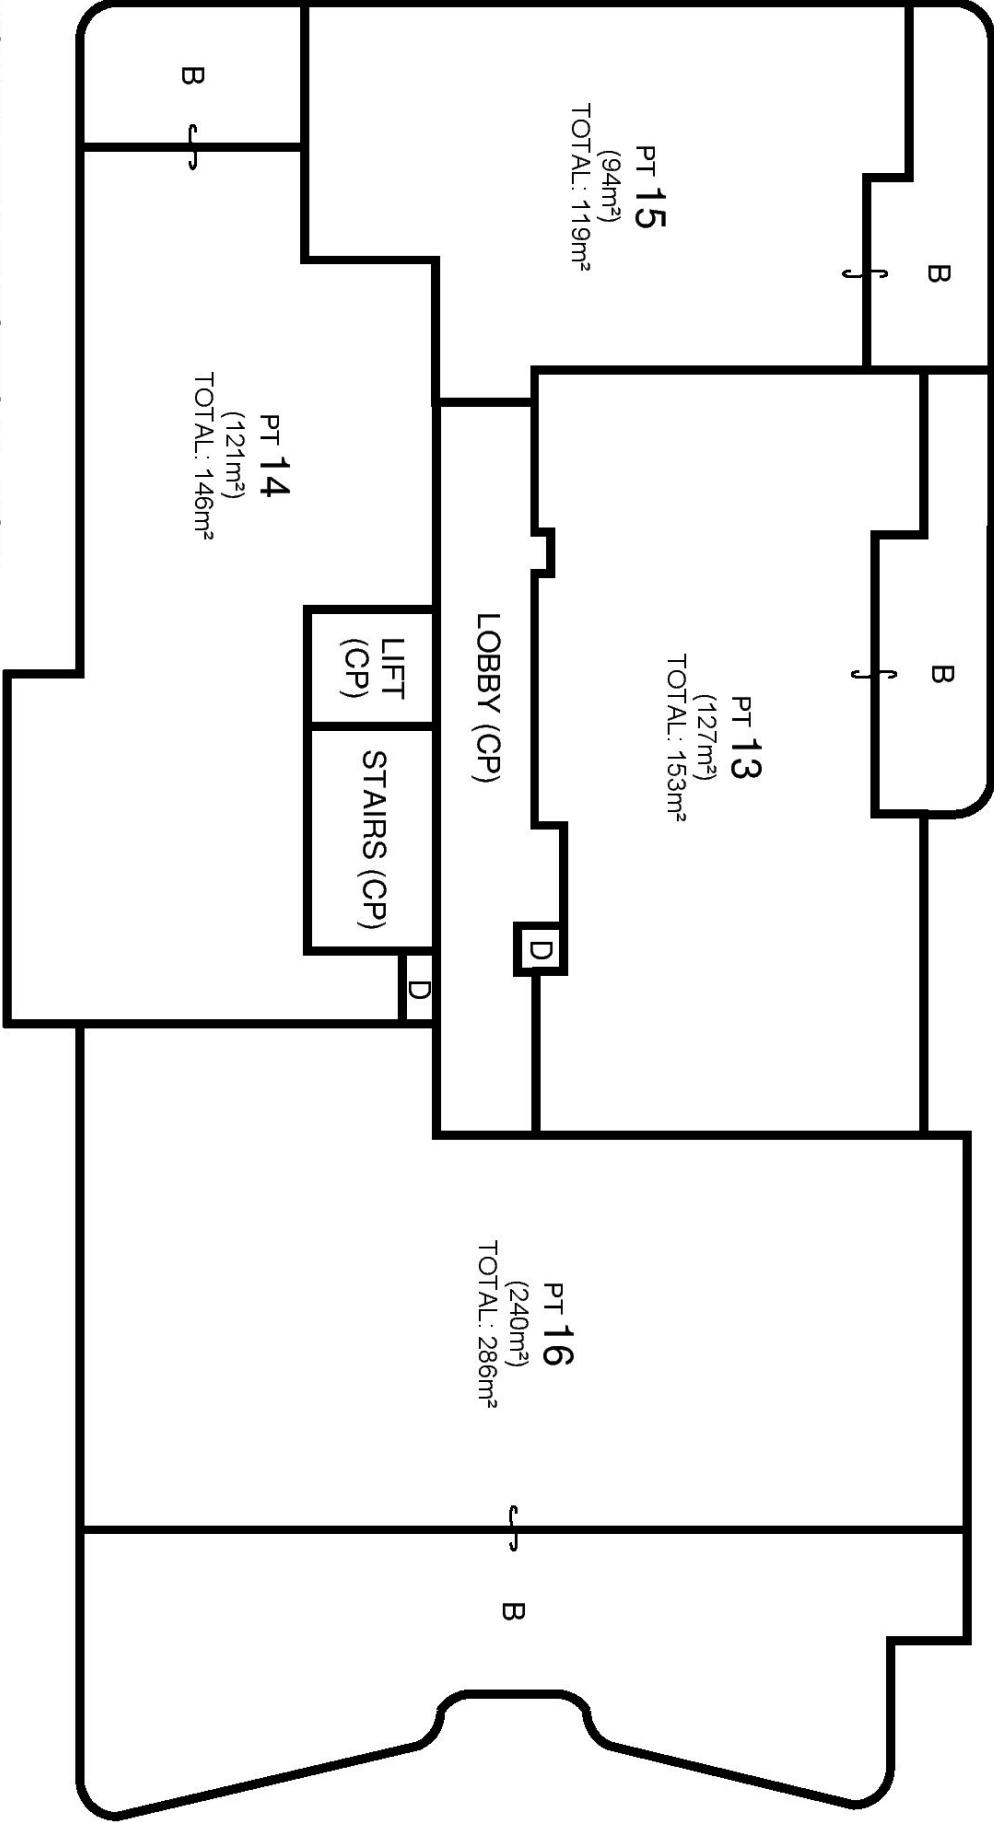 B
B
PT 15
(94m²)
TOTAL: 119m²
B
PT 13
(127m²)
TOTAL: 153m²
PT 14
(121m²)
TOTAL: 146m²
LOBBY (CP)
LIFT
(CP)
STAIRS (CP)
D
D
PT 16
(240m²)
TOTAL: 286m²
B